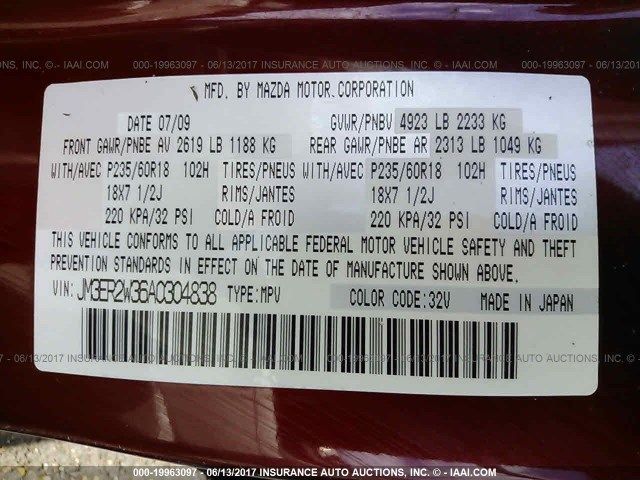 000-19963097 - 06/13/2017 INSURANCE AUTO AUCTIONS, INC. - © - IAAI.COM
MFD. BY MAZDA MOTOR CORPORATION
DATE 07/09 GVWR/PNBV 4923 LB 2233 KG
FRONT GAWR/PNBE AV 2619 LB 1188 KG REAR GAWR/PNBE AR 2313 LB 1049 KG
WITH/AVEC P235/60R18 102H TIRES/PNEUS WITH/AVEC P235/60R18 102H TIRES/PNEUS
18X7 1/2J RIMS/JANTES 18X7 1/2J RIMS/JANTES
220 KPA/32 PSI COLD/A FROID 220 KPA/32 PSI COLD/A FROID
THIS VEHICLE CONFORMS TO ALL APPLICABLE FEDERAL MOTOR VEHICLE SAFETY AND THEFT
PREVENTION STANDARDS IN EFFECT ON THE DATE OF MANUFACTURE SHOWN ABOVE.
VIN: JM3ER2W36A0304838 TYPE:MPV COLOR CODE:32V MADE IN JAPAN
000-19963097 - 06/13/2017 INSURANCE AUTO AUCTIONS, INC. - © - IAAI.COM